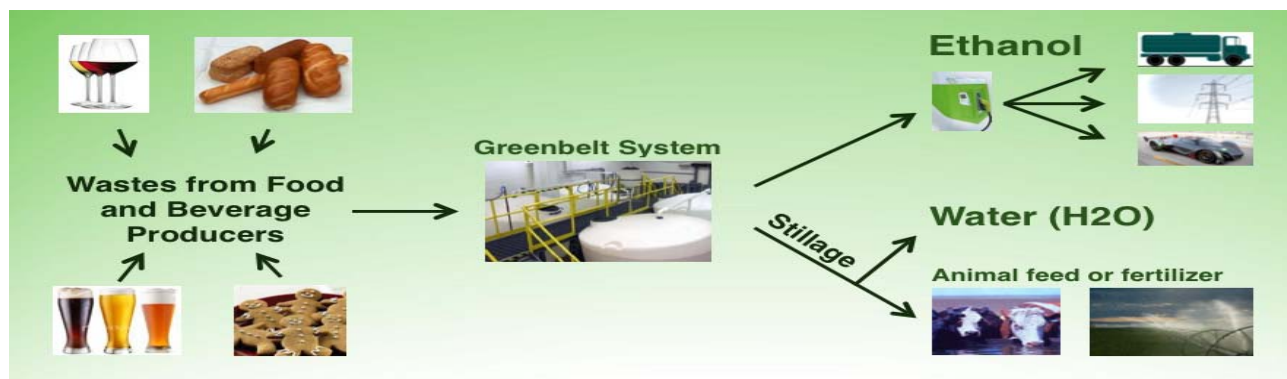 Wastes from Food
and Beverage
Producers
Greenbelt System
Ethanol
Stillage
Water (H2O)
Animal feed or fertilizer